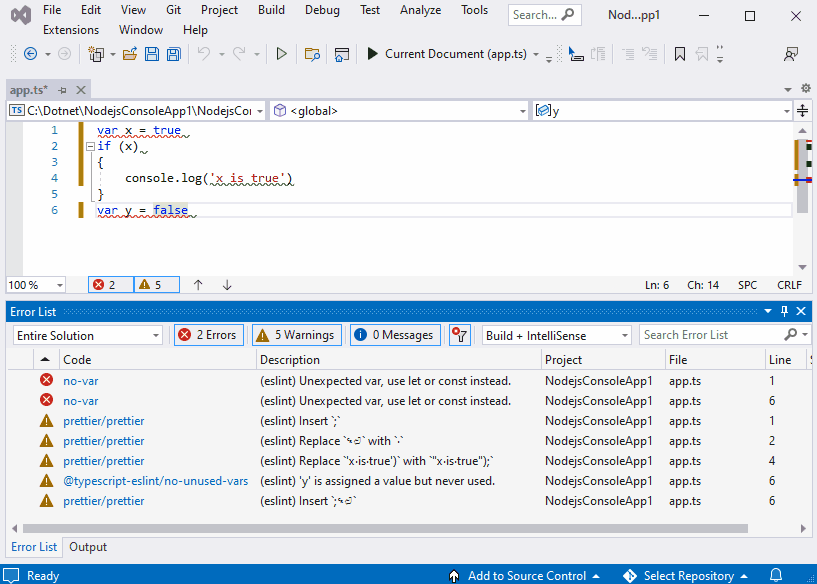 File Edit View Git Project Build Debug Test Analyze Tools Search... Nod...pp1
Extensions Window Help
Current Document (app.ts)
app.ts*
TS C:\Dotnet\NodejsConsoleApp1\NodejsCor <global> y
1 var x = true
2 if (x)
3 {
4 console.log('x is true')
5 }
6 var y = false
100 % 2 5 Ln: 6 Ch: 14 SPC CRLF
Error List
Entire Solution 2 Errors 5 Warnings 0 Messages Build + IntelliSense Search Error List
Code Description Project File Line
no-var (eslint) Unexpected var, use let or const instead. NodejsConsoleApp1 app.ts 1
no-var (eslint) Unexpected var, use let or const instead. NodejsConsoleApp1 app.ts 6
prettier/prettier (eslint) Insert `;` NodejsConsoleApp1 app.ts 1
prettier/prettier (eslint) Replace `␍⏎` with `·` NodejsConsoleApp1 app.ts 2
prettier/prettier (eslint) Replace `'x·is·true')` with `"x·is·true");` NodejsConsoleApp1 app.ts 4
@typescript-eslint/no-unused-vars (eslint) 'y' is assigned a value but never used. NodejsConsoleApp1 app.ts 6
prettier/prettier (eslint) Insert `;␍⏎` NodejsConsoleApp1 app.ts 6
Error List Output
Ready Add to Source Control Select Repository